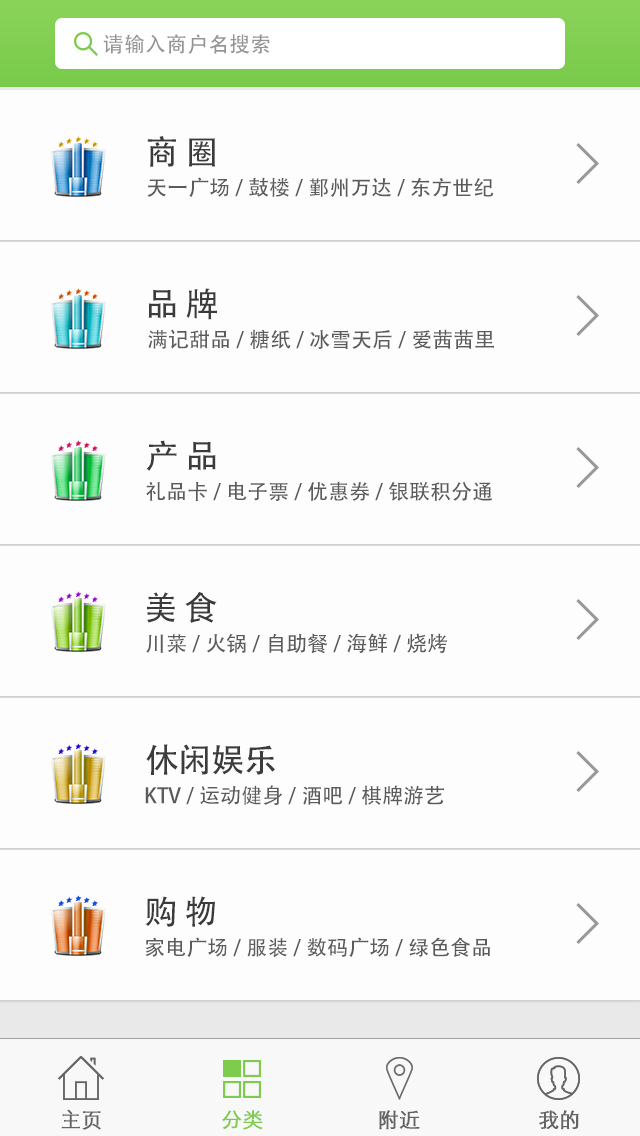 请输入商户名搜索
商 圈
天一广场 / 鼓楼 / 鄞州万达 / 东方世纪
品 牌
满记甜品 / 糖纸 / 冰雪天后 / 爱茜茜里
产 品
礼品卡 / 电子票 / 优惠券 / 银联积分通
美 食
川菜 / 火锅 / 自助餐 / 海鲜 / 烧烤
休闲娱乐
KTV / 运动健身 / 酒吧 / 棋牌游艺
购 物
家电广场 / 服装 / 数码广场 / 绿色食品
主页 分类 附近 我的